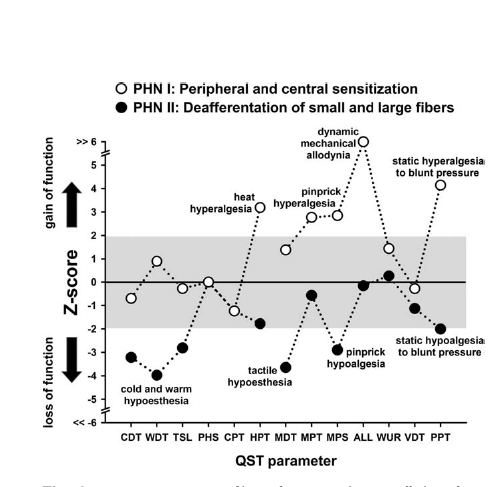 PHN I: Peripheral and central sensitization
PHN II: Deafferentation of small and large fibers
gain of function
loss of function
Z-score
>> 6
5
4
3
2
1
0
-1
-2
-3
-4
-5
<< -6
dynamic
mechanical
allodynia
static hyperalgesia
to blunt pressure
heat
hyperalgesia
pinprick
hyperalgesia
cold and warm
hypoesthesia
tactile
hypoesthesia
pinprick
hypoalgesia
static hypoalgesia
to blunt pressure
CDT WDT TSL PHS CPT HPT MDT MPT MPS ALL WUR VDT PPT
QST parameter